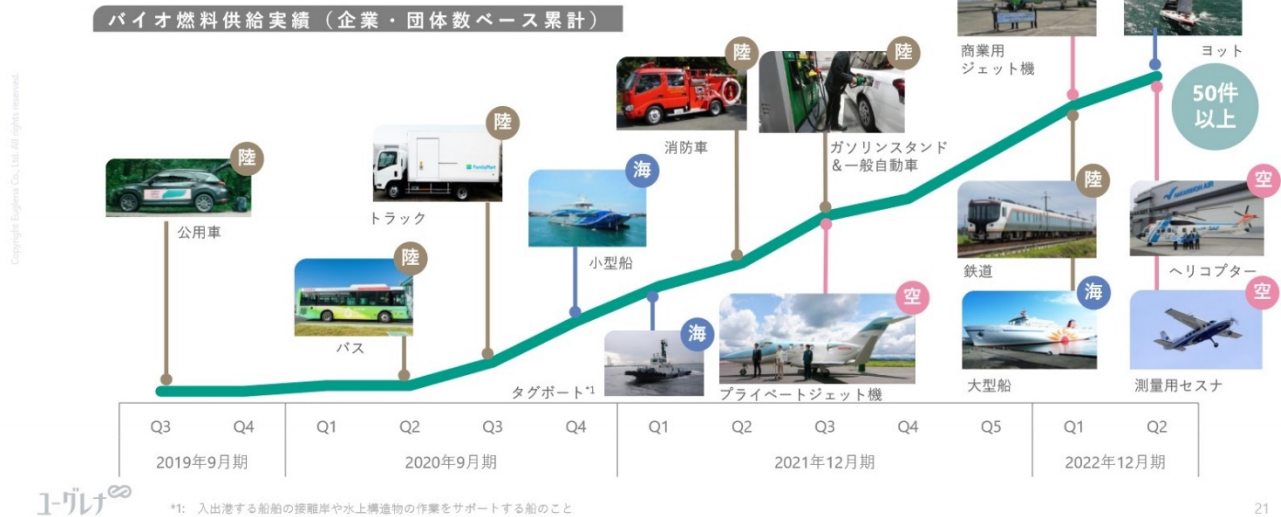 バイオ燃料供給実績（企業・団体数ベース累計）
Copyright Euglena Co., Ltd. All rights reserved.
陸
公用車
陸
バス
陸
FamilyMart
トラック
海
小型船
海
タグボート*1
陸
消防車
陸
ガソリンスタンド
&一般自動車
空
プライベートジェット機
商業用
ジェット機
陸
鉄道
海
大型船
ヨット
50件
以上
空
ヘリコプター
空
測量用セスナ
Q3 Q4 Q1 Q2 Q3 Q4 Q1 Q2 Q3 Q4 Q5 Q1 Q2
2019年9月期 2020年9月期 2021年12月期 2022年12月期
ユーグレナ
*1: 入出港する船舶の接離岸や水上構造物の作業をサポートする船のこと
21